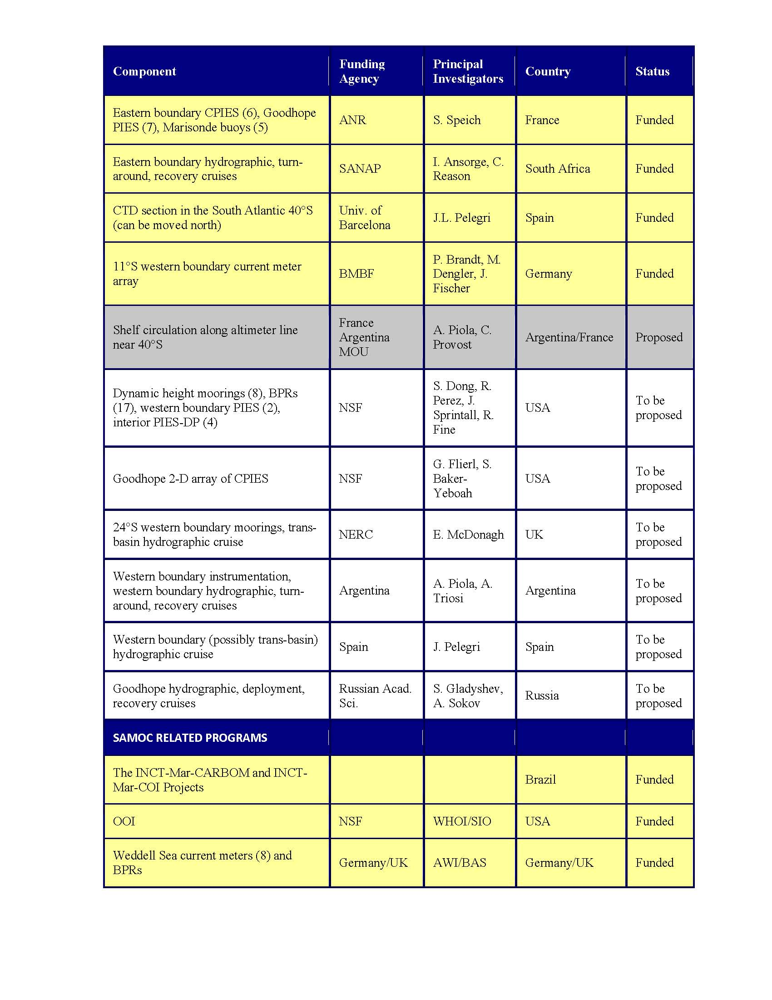 Component
Funding
Agency
Principal
Investigators
Country
Status
Eastern boundary CPIES (6), Goodhope
PIES (7), Marisonde buoys (5)
ANR
S. Speich
France
Funded
Eastern boundary hydrographic, turn-
around, recovery cruises
SANAP
I. Ansorge, C.
Reason
South Africa
Funded
CTD section in the South Atlantic 40°S
(can be moved north)
Univ. of
Barcelona
J.L. Pelegri
Spain
Funded
11°S western boundary current meter
array
BMBF
P. Brandt, M.
Dengler, J.
Fischer
Germany
Funded
Shelf circulation along altimeter line
near 40°S
France
Argentina
MOU
A. Piola, C.
Provost
Argentina/France
Proposed
Dynamic height moorings (8), BPRs
(17), western boundary PIES (2),
interior PIES-DP (4)
NSF
S. Dong, R.
Perez, J.
Sprintall, R.
Fine
USA
To be
proposed
Goodhope 2-D array of CPIES
NSF
G. Flierl, S.
Baker-
Yeboah
USA
To be
proposed
24°S western boundary moorings, trans-
basin hydrographic cruise
NERC
E. McDonagh
UK
To be
proposed
Western boundary instrumentation,
western boundary hydrographic, turn-
around, recovery cruises
Argentina
A. Piola, A.
Triosi
Argentina
To be
proposed
Western boundary (possibly trans-basin)
hydrographic cruise
Spain
J. Pelegri
Spain
To be
proposed
Goodhope hydrographic, deployment,
recovery cruises
Russian Acad.
Sci.
S. Gladyshev,
A. Sokov
Russia
To be
proposed
SAMOC RELATED PROGRAMS
The INCT-Mar-CARBOM and INCT-
Mar-COI Projects
Brazil
Funded
OOI
NSF
WHOI/SIO
USA
Funded
Weddell Sea current meters (8) and
BPRs
Germany/UK
AWI/BAS
Germany/UK
Funded